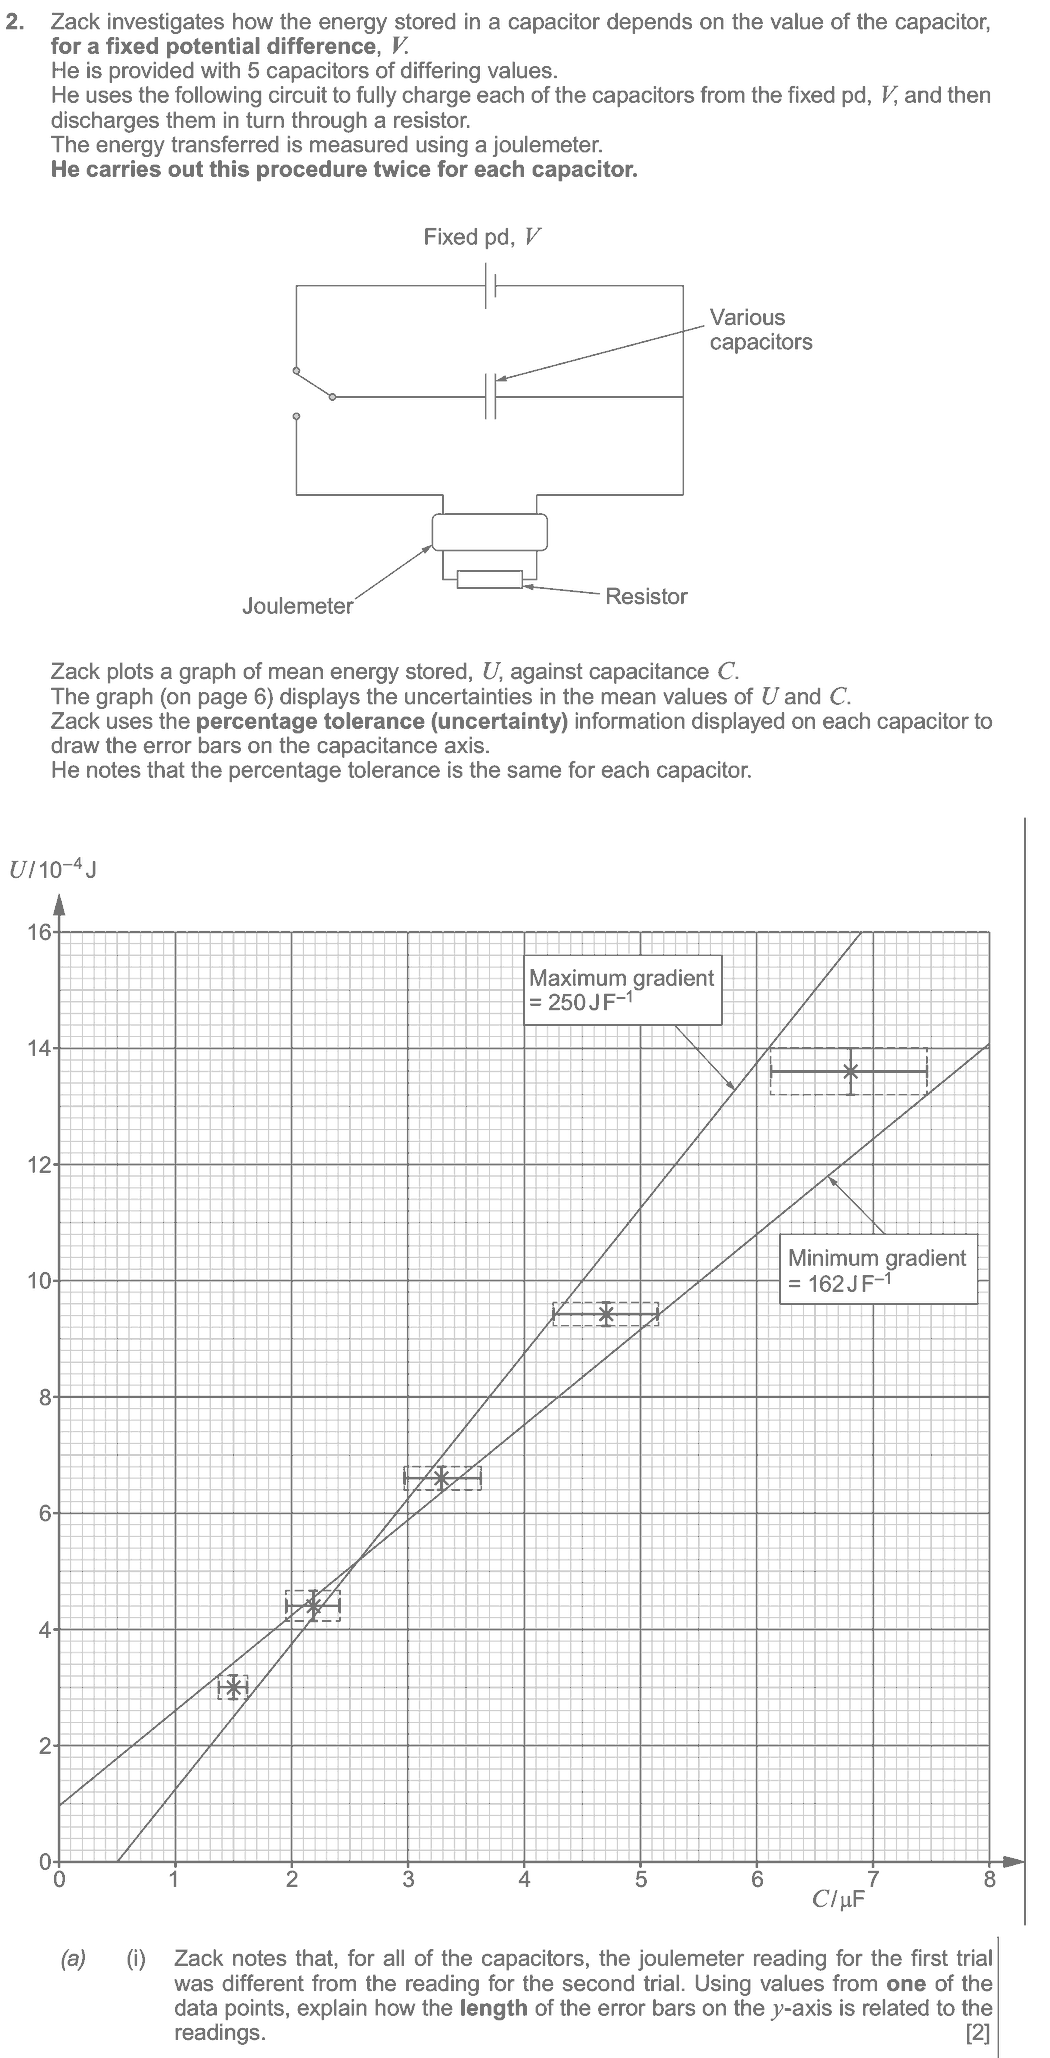 2. Zack investigates how the energy stored in a capacitor depends on the value of the capacitor,
for a fixed potential difference, V.
He is provided with 5 capacitors of differing values.
He uses the following circuit to fully charge each of the capacitors from the fixed pd, V, and then
discharges them in turn through a resistor.
The energy transferred is measured using a joulemeter.
He carries out this procedure twice for each capacitor.
Fixed pd, V
Various
capacitors
Joulemeter
Resistor
Zack plots a graph of mean energy stored, U, against capacitance C.
The graph (on page 6) displays the uncertainties in the mean values of U and C.
Zack uses the percentage tolerance (uncertainty) information displayed on each capacitor to
draw the error bars on the capacitance axis.
He notes that the percentage tolerance is the same for each capacitor.
U/10⁻⁴J
16
Maximum gradient
= 250JF⁻¹
14
12
Minimum gradient
= 162JF⁻¹
10
8
6
4
2
0
0 1 2 3 4 5 6 7 8
C/µF
(a) (i) Zack notes that, for all of the capacitors, the joulemeter reading for the first trial
was different from the reading for the second trial. Using values from one of the
data points, explain how the length of the error bars on the y-axis is related to the
readings. [2]